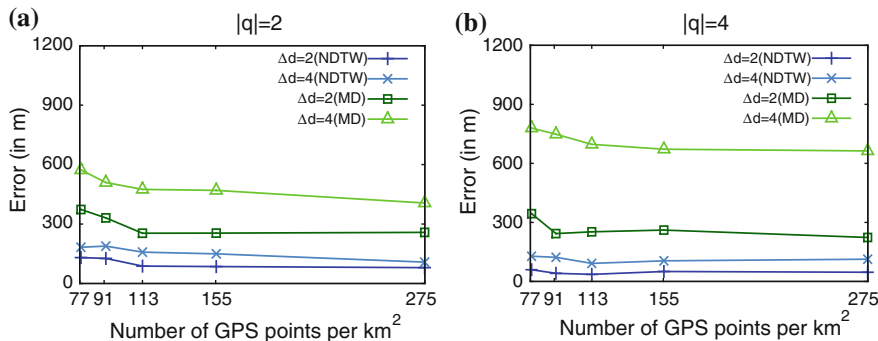 (a)
|q|=2
1200
900
600
300
0
Error (in m)
Δd=2(NDTW)
Δd=4(NDTW)
Δd=2(MD)
Δd=4(MD)
77 91 113 155 275
Number of GPS points per km²
(b)
|q|=4
1200
900
600
300
0
Error (in m)
Δd=2(NDTW)
Δd=4(NDTW)
Δd=2(MD)
Δd=4(MD)
77 91 113 155 275
Number of GPS points per km²